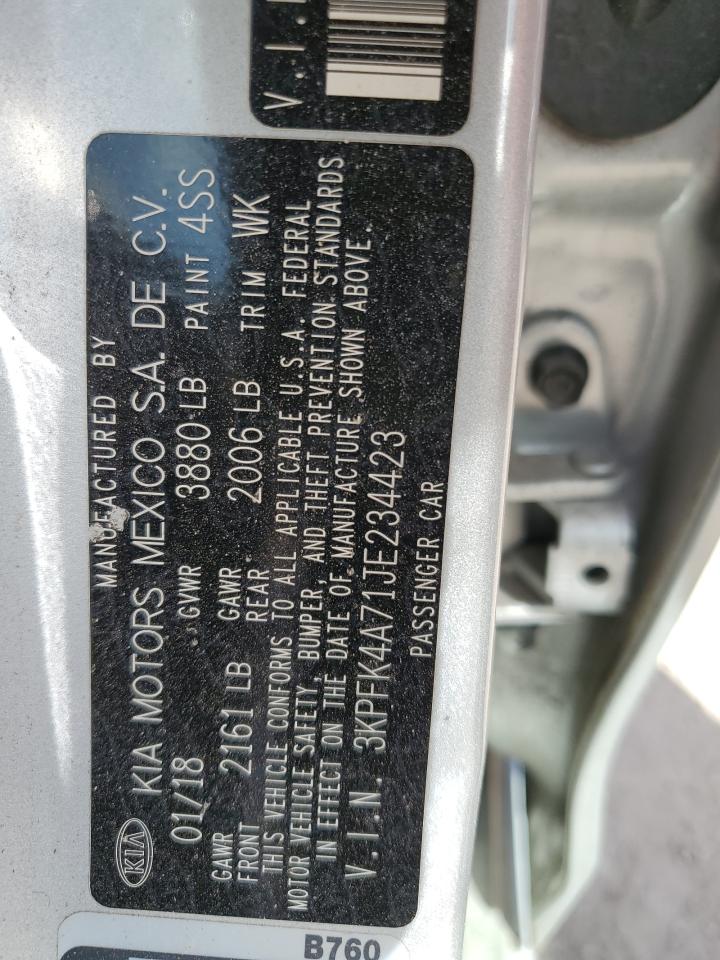 V.I.
MANUFACTURED BY
KIA KIA MOTORS MEXICO S.A. DE C.V.
01/18 GVWR 3880 LB PAINT 4SS
GAWR FRONT 2161 LB GAWR REAR 2006 LB TRIM WK
THIS VEHICLE CONFORMS TO ALL APPLICABLE U.S.A. FEDERAL
MOTOR VEHICLE SAFETY, BUMPER, AND THEFT PREVENTION STANDARDS
IN EFFECT ON THE DATE OF MANUFACTURE SHOWN ABOVE.
V.I.N. 3KPFK4A71JE234423
PASSENGER CAR
B760